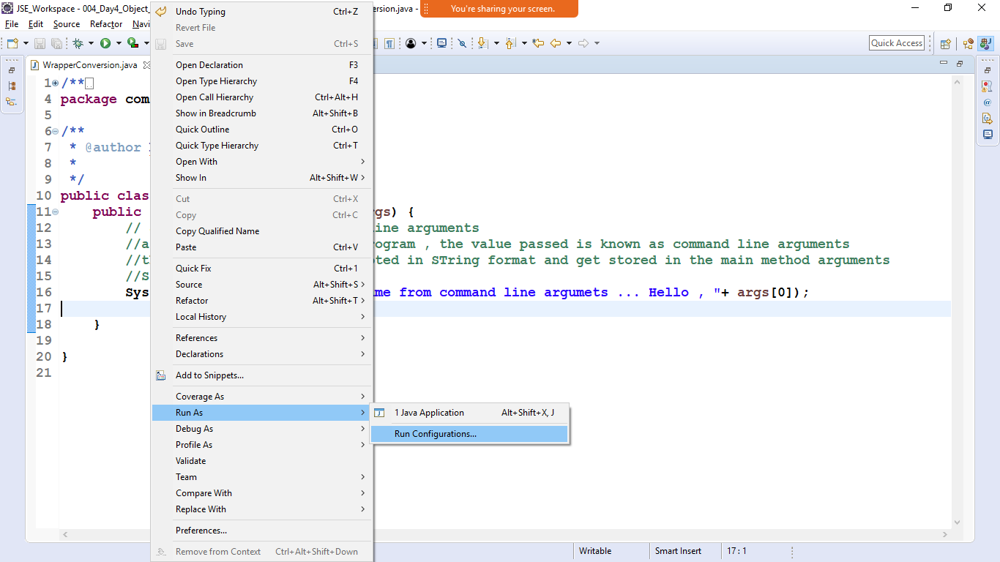 JSE_Workspace - 004_Day4_Object_
ersion.java -
You're sharing your screen.
File Edit Source Refactor Navi
Quick Access
WrapperConversion.java
1 /**
4 package com
5
6 /**
7 * @author
8 *
9 */
10 public clas
11 public gs) {
12 // line arguments
13 //a rogram , the value passed is known as command line arguments
14 //t ted in STring format and get stored in the main method arguments
15 //S
16 Sys me from command line argumets ... Hello , "+ args[0]);
17
18 }
19
20 }
21
Undo Typing Ctrl+Z
Revert File
Save Ctrl+S
Open Declaration F3
Open Type Hierarchy F4
Open Call Hierarchy Ctrl+Alt+H
Show in Breadcrumb Alt+Shift+B
Quick Outline Ctrl+O
Quick Type Hierarchy Ctrl+T
Open With >
Show In Alt+Shift+W >
Cut Ctrl+X
Copy Ctrl+C
Copy Qualified Name
Paste Ctrl+V
Quick Fix Ctrl+1
Source Alt+Shift+S >
Refactor Alt+Shift+T >
Local History >
References >
Declarations >
Add to Snippets...
Coverage As >
Run As >
Debug As >
Profile As >
Validate
Team >
Compare With >
Replace With >
Preferences...
Remove from Context Ctrl+Alt+Shift+Down
1 Java Application Alt+Shift+X, J
Run Configurations...
Writable Smart Insert 17 : 1